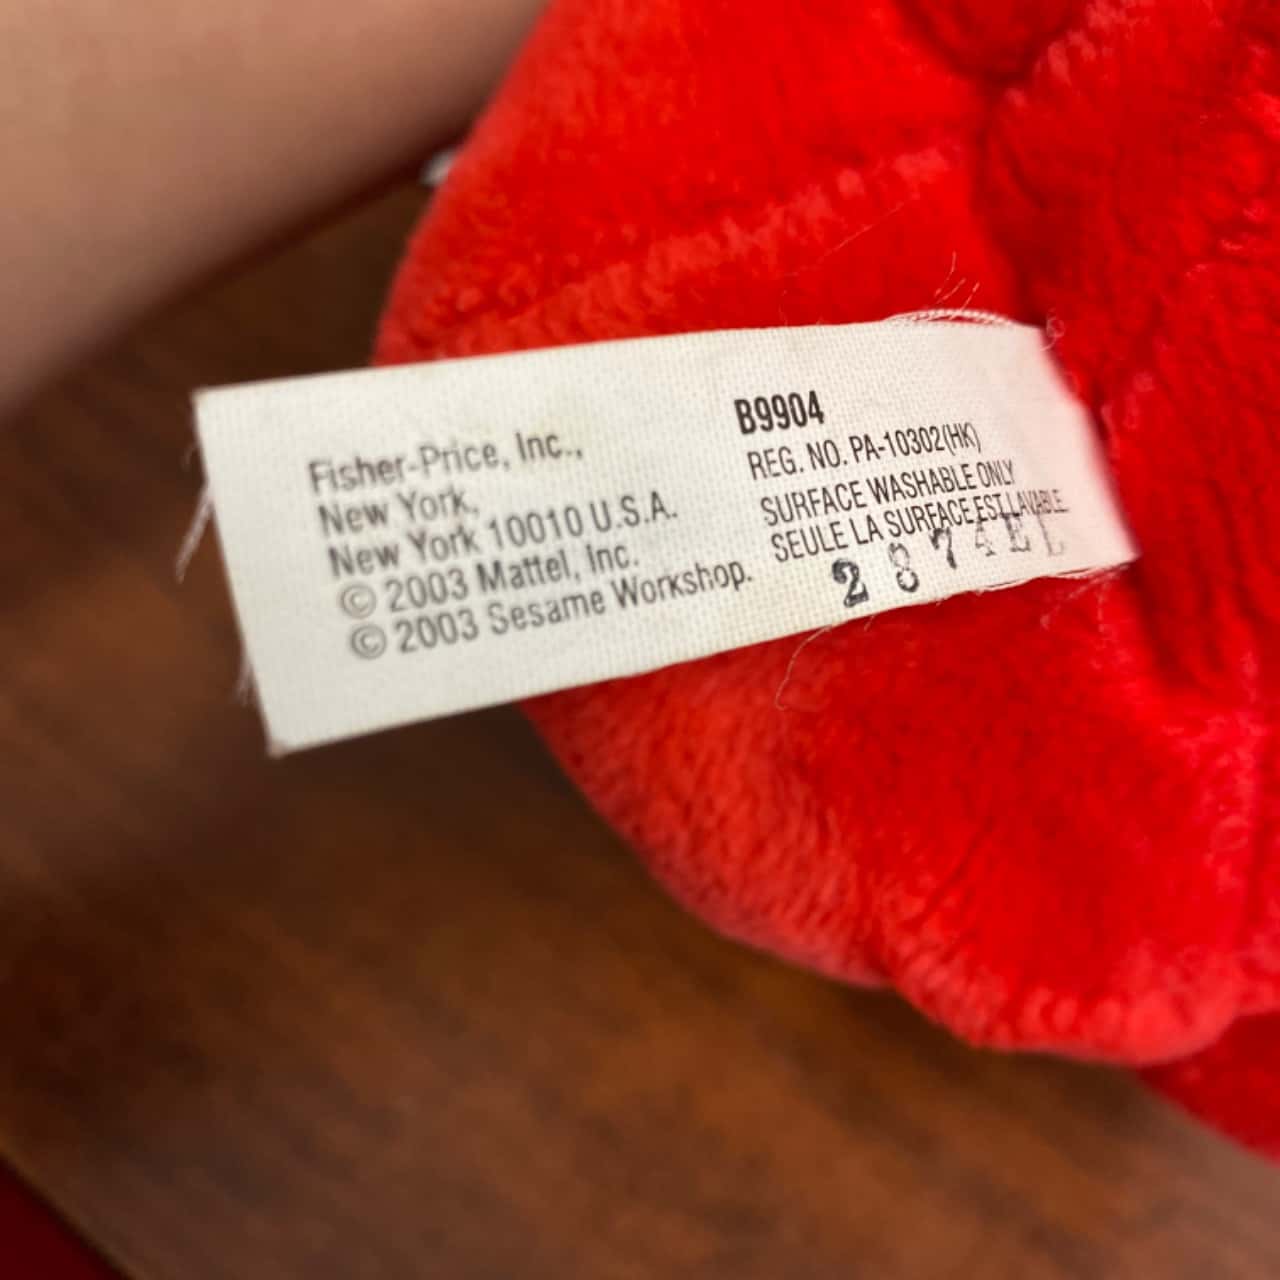 Fisher-Price, Inc.,
New York,
New York 10010 U.S.A.
© 2003 Mattel, Inc.
© 2003 Sesame Workshop.
B9904
REG. NO. PA-10302(HK)
SURFACE WASHABLE ONLY
SEULE LA SURFACE EST LAVABLE
2874EL